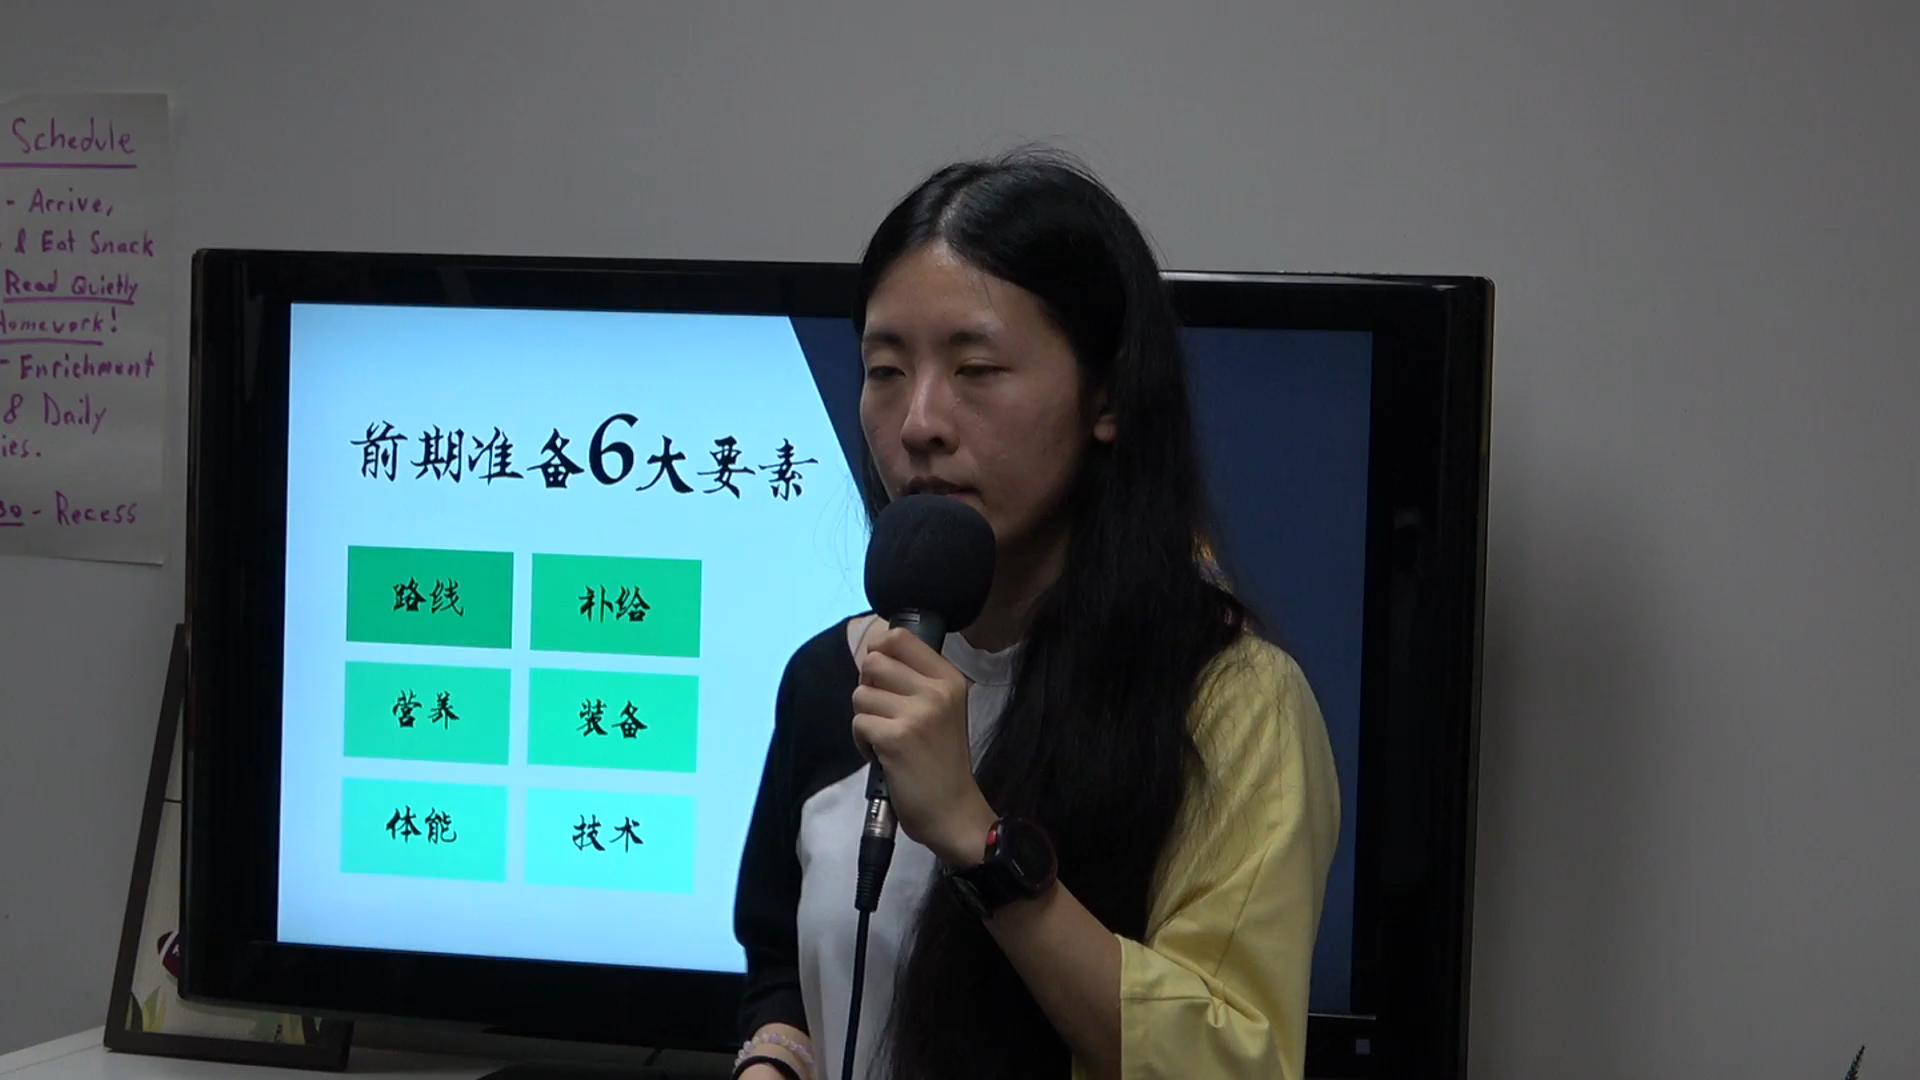 Schedule
- Arrive,
& Eat Snack
Read Quietly
Homework!
- Enrichment
& Daily
ies.
30 - Recess
前期准备6大要素
路线 补给
营养 装备
体能 技术